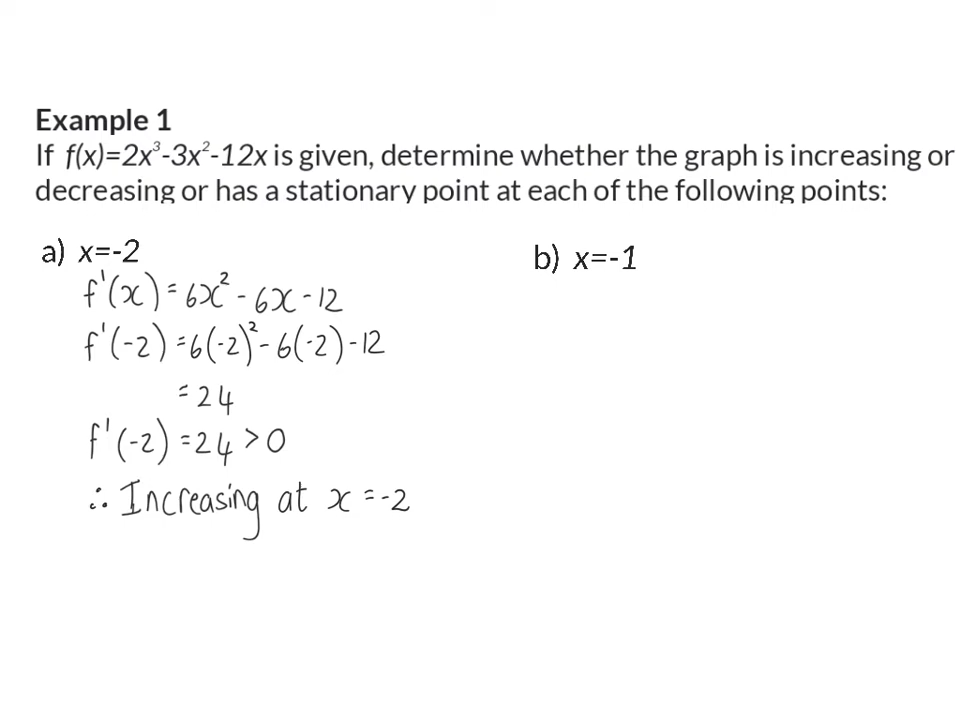 Example 1
If f(x)=2x³-3x²-12x is given, determine whether the graph is increasing or
decreasing or has a stationary point at each of the following points:
a) x=-2
f'(x) = 6x² - 6x - 12
f'(-2) = 6(-2)² - 6(-2) - 12
= 24
f'(-2) = 24 > 0
∴ Increasing at x = -2
b) x=-1